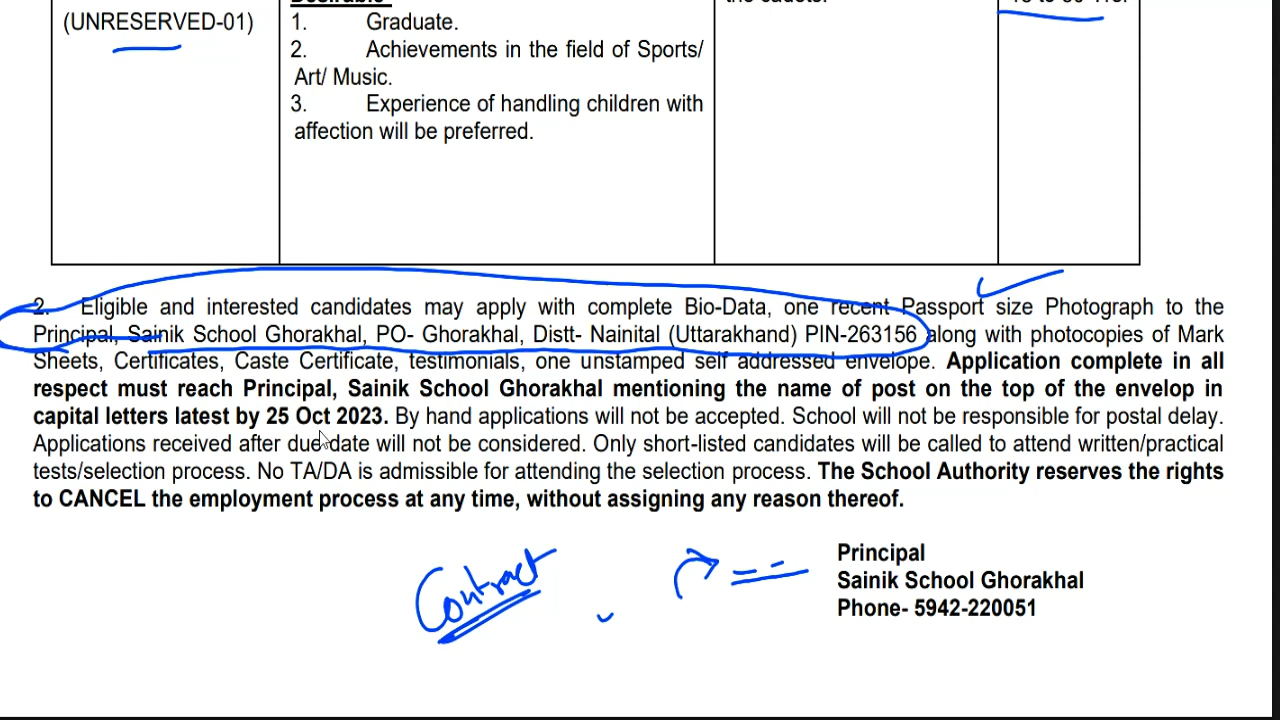 (UNRESERVED-01)
1. Graduate.
2. Achievements in the field of Sports/
Art/ Music.
3. Experience of handling children with
affection will be preferred.
the cadets.
2. Eligible and interested candidates may apply with complete Bio-Data, one recent Passport size Photograph to the
Principal, Sainik School Ghorakhal, PO- Ghorakhal, Distt- Nainital (Uttarakhand) PIN-263156 along with photocopies of Mark
Sheets, Certificates, Caste Certificate, testimonials, one unstamped self addressed envelope. Application complete in all
respect must reach Principal, Sainik School Ghorakhal mentioning the name of post on the top of the envelop in
capital letters latest by 25 Oct 2023. By hand applications will not be accepted. School will not be responsible for postal delay.
Applications received after due date will not be considered. Only short-listed candidates will be called to attend written/practical
tests/selection process. No TA/DA is admissible for attending the selection process. The School Authority reserves the rights
to CANCEL the employment process at any time, without assigning any reason thereof.
Contract
Principal
Sainik School Ghorakhal
Phone- 5942-220051